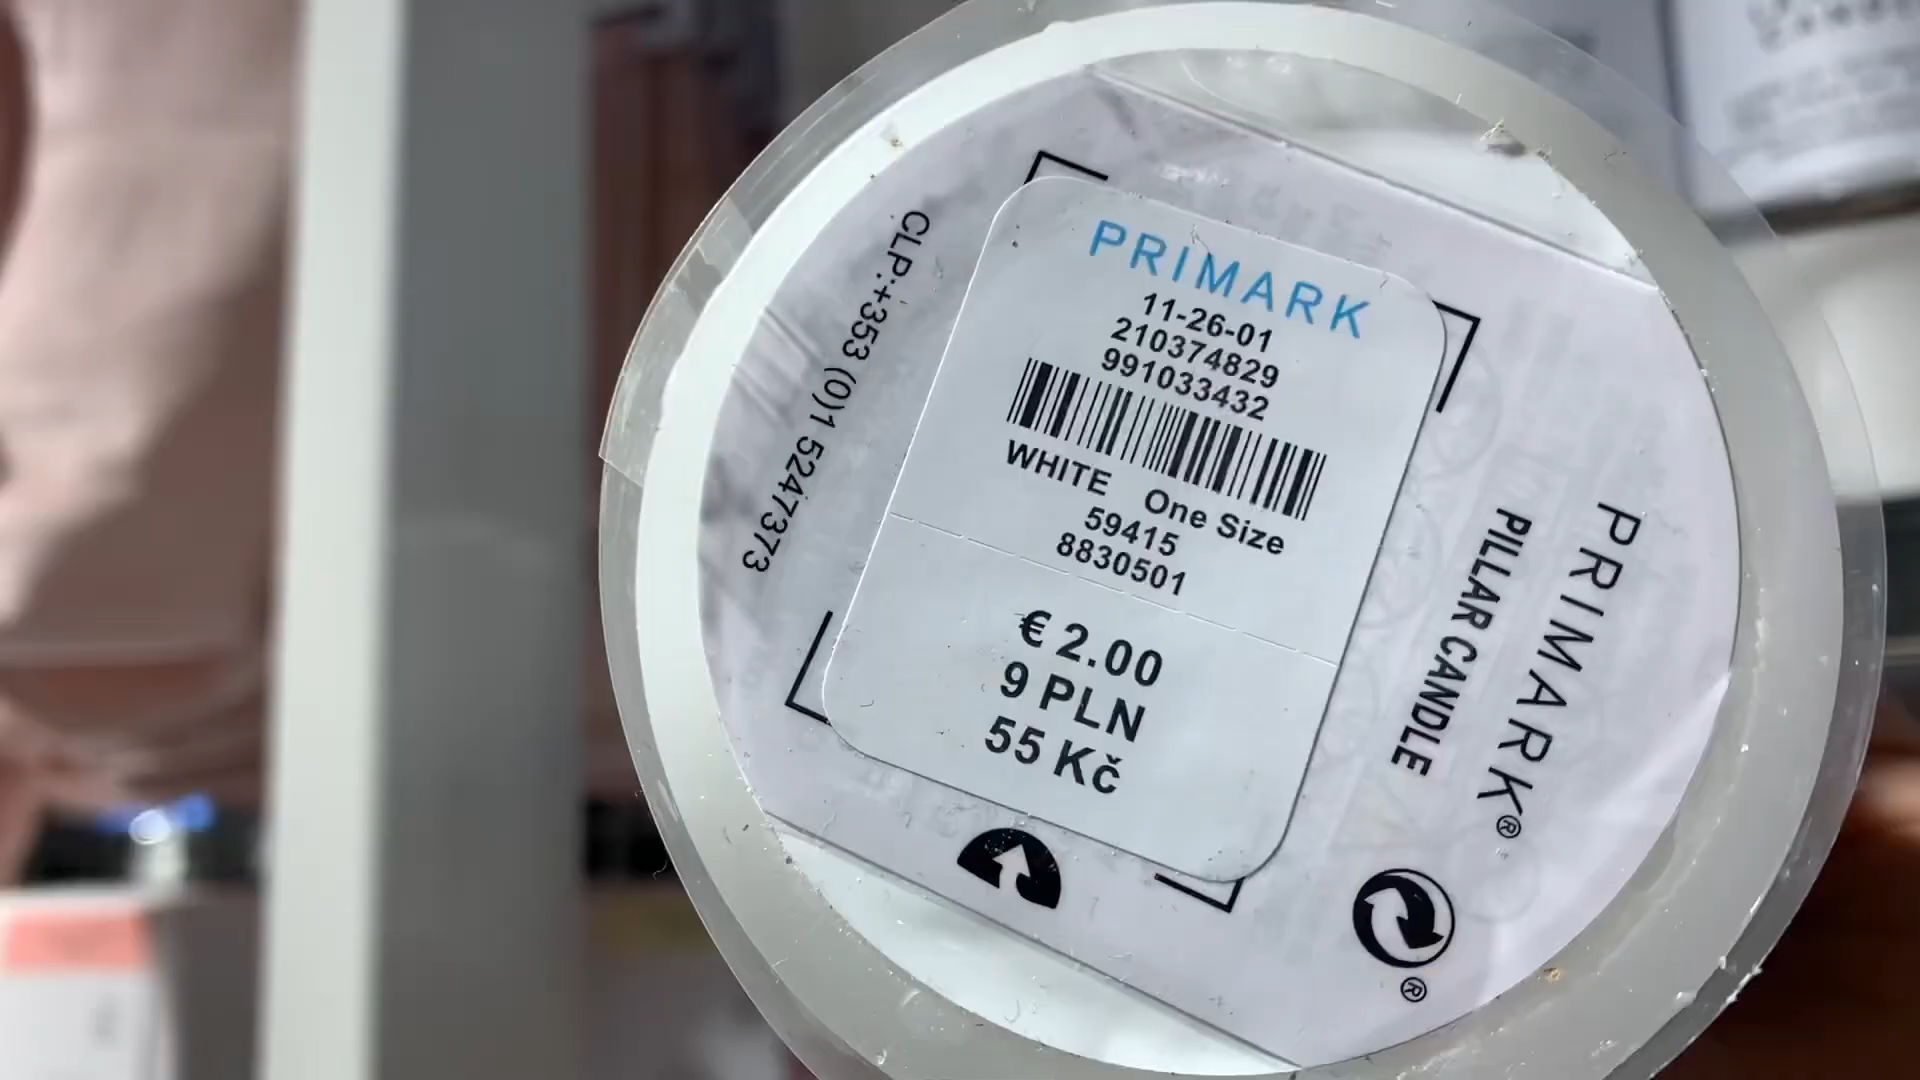 PRIMARK
11-26-01
210374829
991033432
WHITE One Size
59415
8830501
€ 2.00
9 PLN
55 Kč
CLP:+353 (0)1 5247373
PRIMARK®
PILLAR CANDLE
®